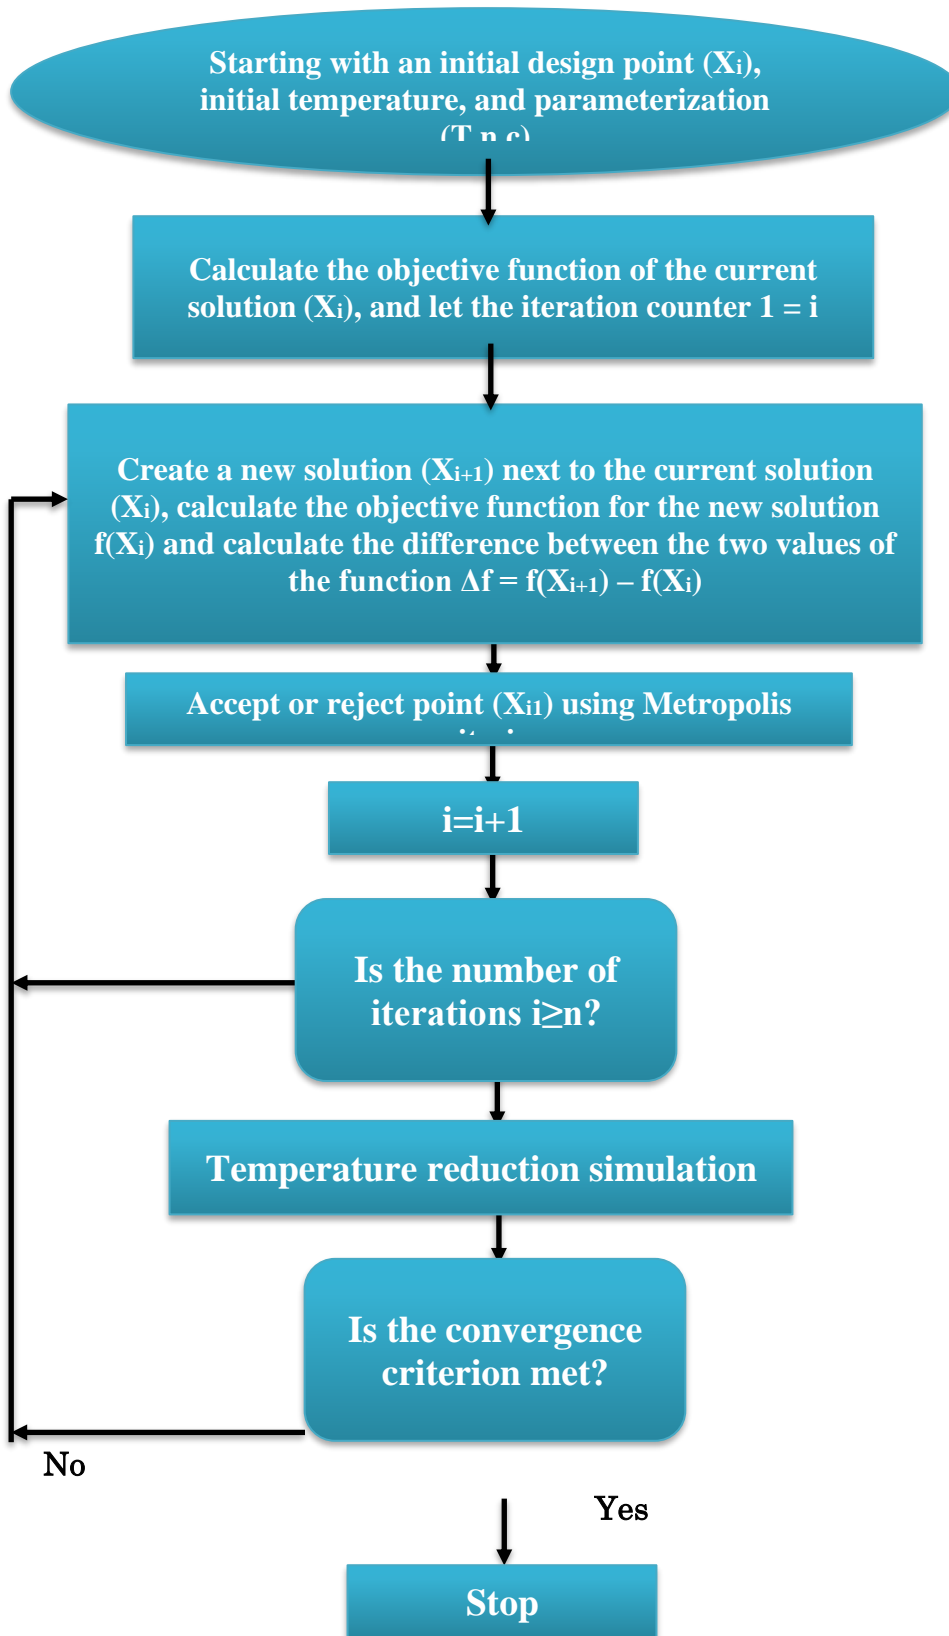 Starting with an initial design point (Xi),
initial temperature, and parameterization
(T n c)
Calculate the objective function of the current
solution (Xi), and let the iteration counter 1 = i
Create a new solution (Xi+1) next to the current solution
(Xi), calculate the objective function for the new solution
f(Xi) and calculate the difference between the two values of
the function Δf = f(Xi+1) – f(Xi)
Accept or reject point (Xi1) using Metropolis
i=i+1
Is the number of
iterations i≥n?
Temperature reduction simulation
Is the convergence
criterion met?
No
Yes
Stop